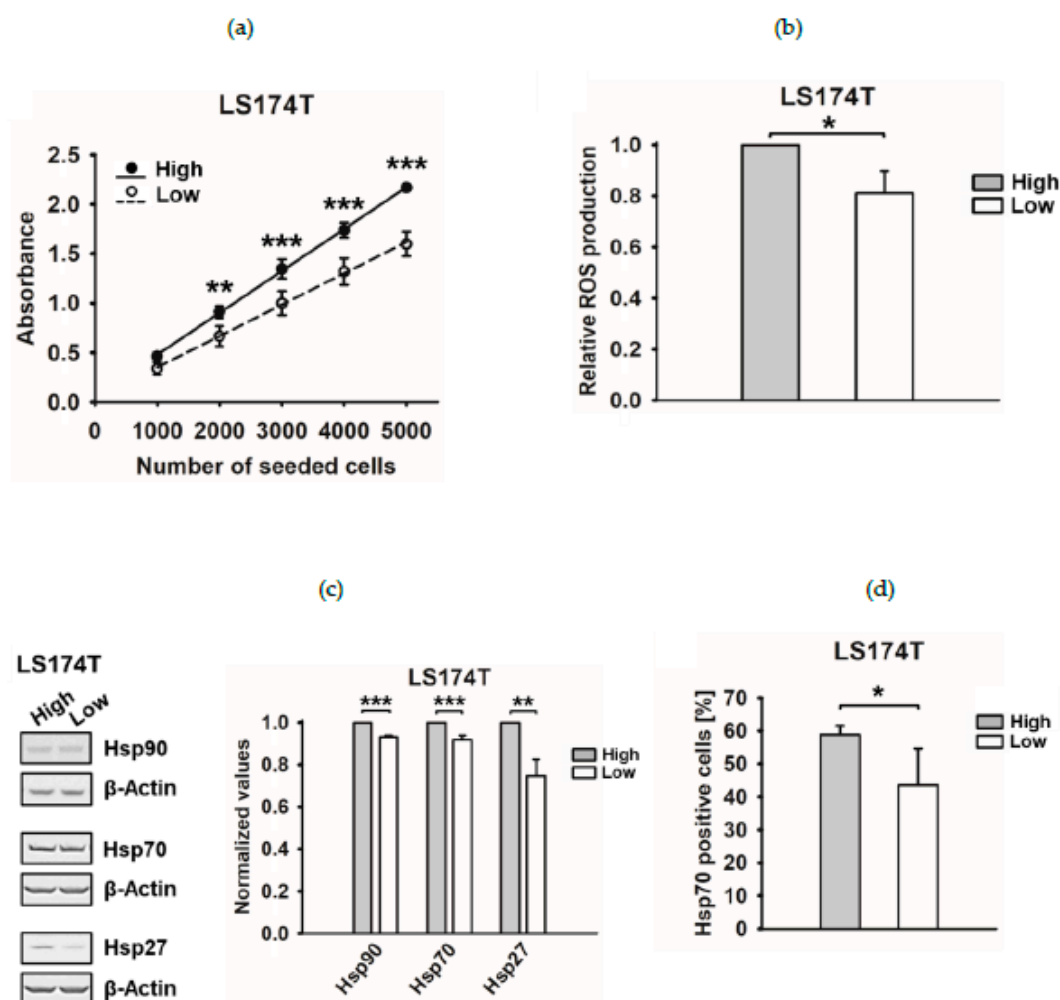 (a)
LS174T
***
***
***
**
High
Low
2.5
2.0
1.5
1.0
0.5
0.0
Absorbance
0 1000 2000 3000 4000 5000
Number of seeded cells
(b)
LS174T
*
1.0
0.8
0.6
0.4
0.2
0.0
Relative ROS production
High
Low
(c)
LS174T
High Low
Hsp90
β-Actin
Hsp70
β-Actin
Hsp27
β-Actin
LS174T
*** *** **
1.0
0.8
0.6
0.4
0.2
0.0
Normalized values
High
Low
Hsp90 Hsp70 Hsp27
(d)
LS174T
*
70
60
50
40
30
20
10
0
Hsp70 positive cells [%]
High
Low